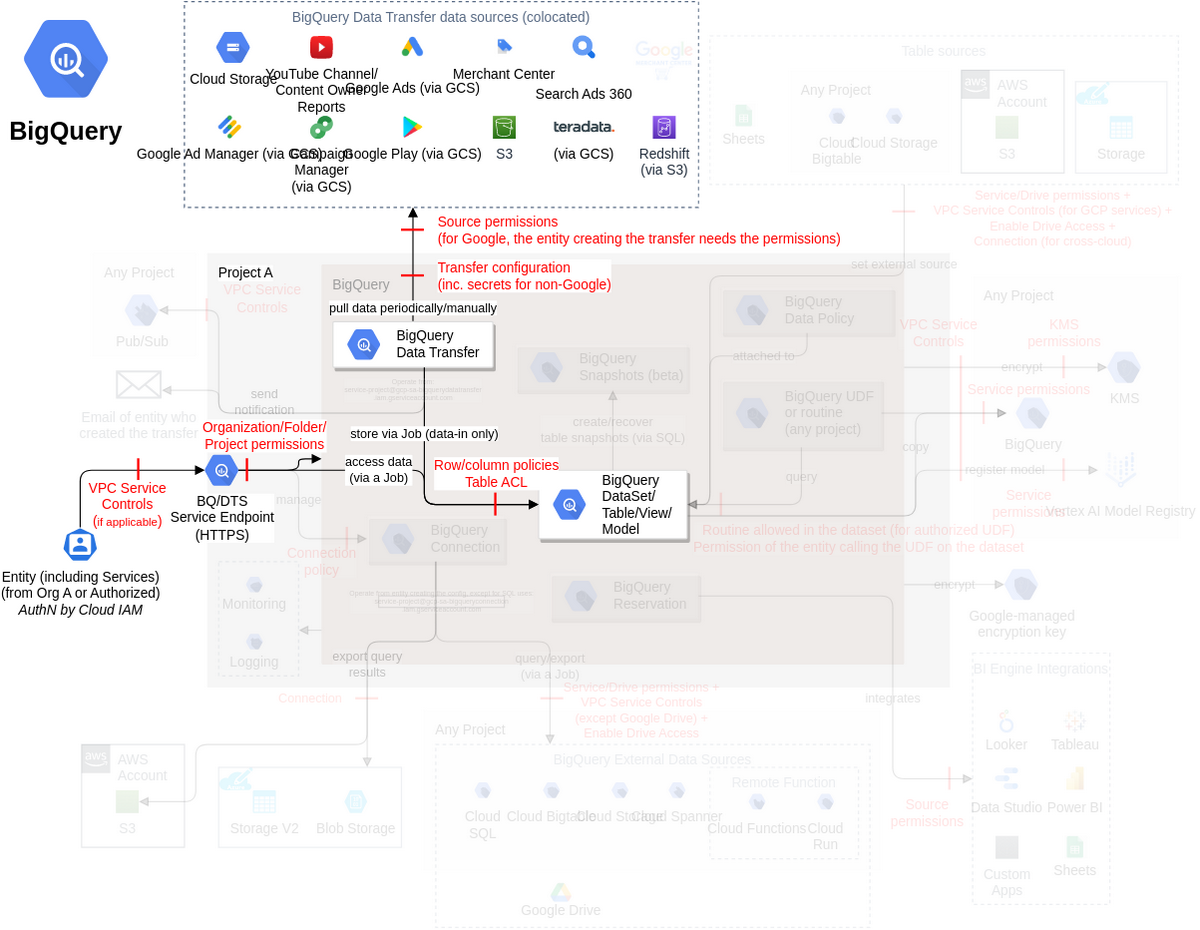 BigQuery Data Transfer data sources (colocated)
Cloud Storage
YouTube Channel/
Content Owner
Reports
Google Ads (via GCS)
Merchant Center
Search Ads 360
Google
Google Ad Manager (via GCS)
Campaign
Manager
(via GCS)
Google Play (via GCS)
S3
teradata.
(via GCS)
Redshift
(via S3)
BigQuery
Table sources
Sheets
Any Project
Cloud
Bigtable
Cloud Storage
aws
AWS
Account
S3
Storage
Source permissions
(for Google, the entity creating the transfer needs the permissions)
Service/Drive permissions +
VPC Service Controls (for GCP services) +
Enable Drive Access +
Connection (for cross-cloud)
Transfer configuration
(inc. secrets for non-Google)
set external source
Any Project
Pub/Sub
Project A
VPC Service
Controls
BigQuery
pull data periodically/manually
BigQuery
Data Transfer
BigQuery
Snapshots (beta)
BigQuery
Data Policy
attached to
BigQuery UDF
or routine
(any project)
create/recover
table snapshots (via SQL)
query
VPC Service
Controls
Any Project
KMS
permissions
encrypt
KMS
Service permissions
BigQuery
copy
register model
Service
permissions
Vertex AI Model Registry
Email of entity who
created the transfer
send
notification
Organization/Folder/
Project permissions
store via Job (data-in only)
access data
(via a Job)
Row/column policies
Table ACL
BigQuery
DataSet/
Table/View/
Model
VPC Service
Controls
(if applicable)
BQ/DTS
Service Endpoint
(HTTPS)
manage
Entity (including Services)
(from Org A or Authorized)
AuthN by Cloud IAM
Connection
policy
BigQuery
Connection
Routine allowed in the dataset (for authorized UDF)
Permission of the entity calling the UDF on the dataset
Monitoring
Logging
BigQuery
Reservation
encrypt
Google-managed
encryption key
export query
results
query/export
(via a Job)
Connection
Service/Drive permissions +
VPC Service Controls
(except Google Drive) +
Enable Drive Access
integrates
BI Engine Integrations
Looker
Tableau
Data Studio
Power BI
Custom
Apps
Sheets
Source
permissions
aws
AWS
Account
S3
Storage V2
Blob Storage
Any Project
BigQuery External Data Sources
Cloud
SQL
Cloud Bigtable
Cloud Storage
Cloud Spanner
Remote Function
Cloud Functions
Cloud
Run
Google Drive